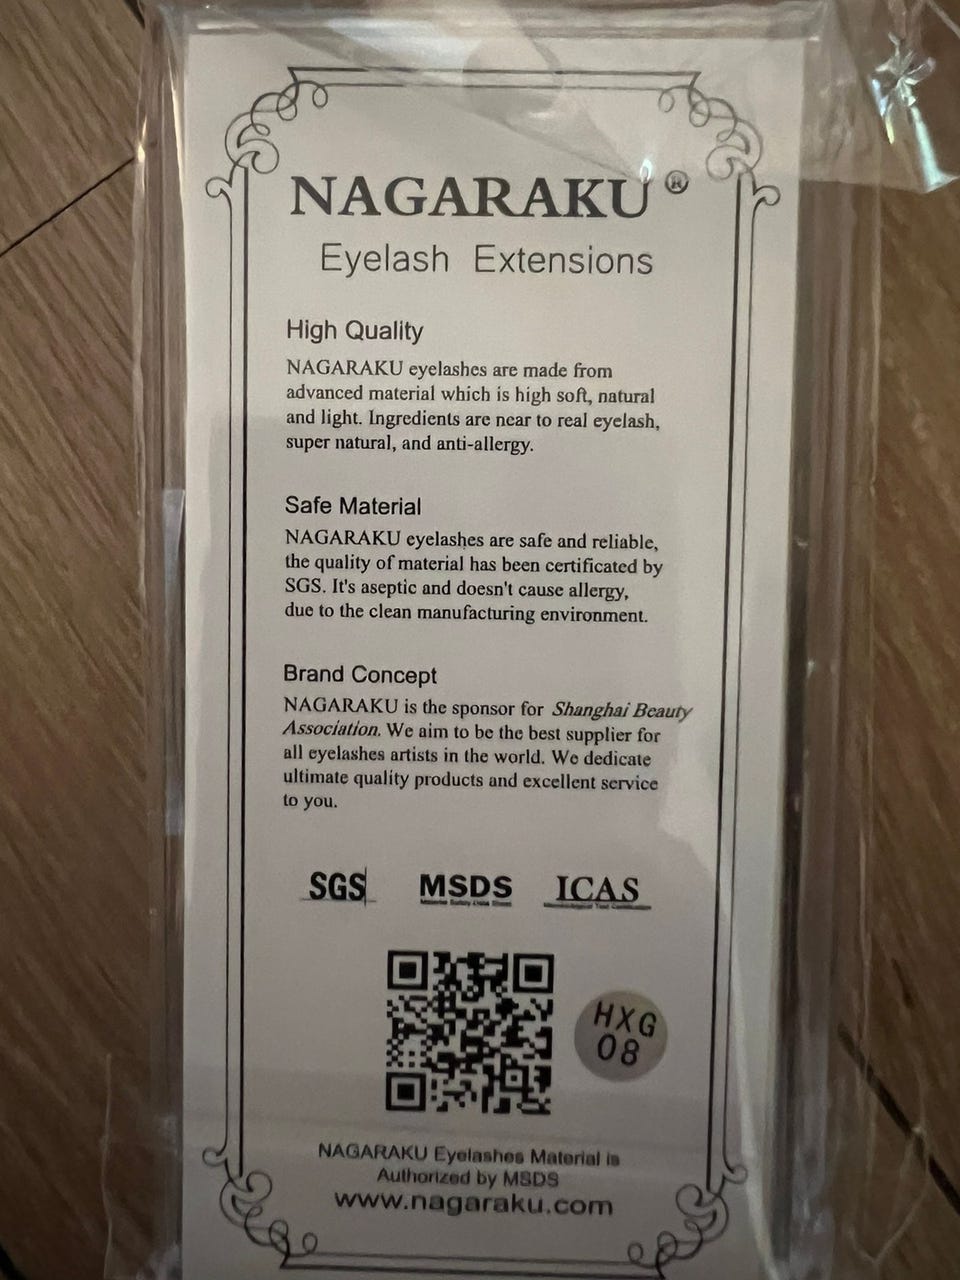 NAGARAKU ®
Eyelash Extensions
High Quality
NAGARAKU eyelashes are made from
advanced material which is high soft, natural
and light. Ingredients are near to real eyelash,
super natural, and anti-allergy.
Safe Material
NAGARAKU eyelashes are safe and reliable,
the quality of material has been certificated by
SGS. It's aseptic and doesn't cause allergy,
due to the clean manufacturing environment.
Brand Concept
NAGARAKU is the sponsor for Shanghai Beauty
Association. We aim to be the best supplier for
all eyelashes artists in the world. We dedicate
ultimate quality products and excellent service
to you.
SGS MSDS ICAS
Material Safety Data Sheet
HXG
08
NAGARAKU Eyelashes Material is
Authorized by MSDS
www.nagaraku.com